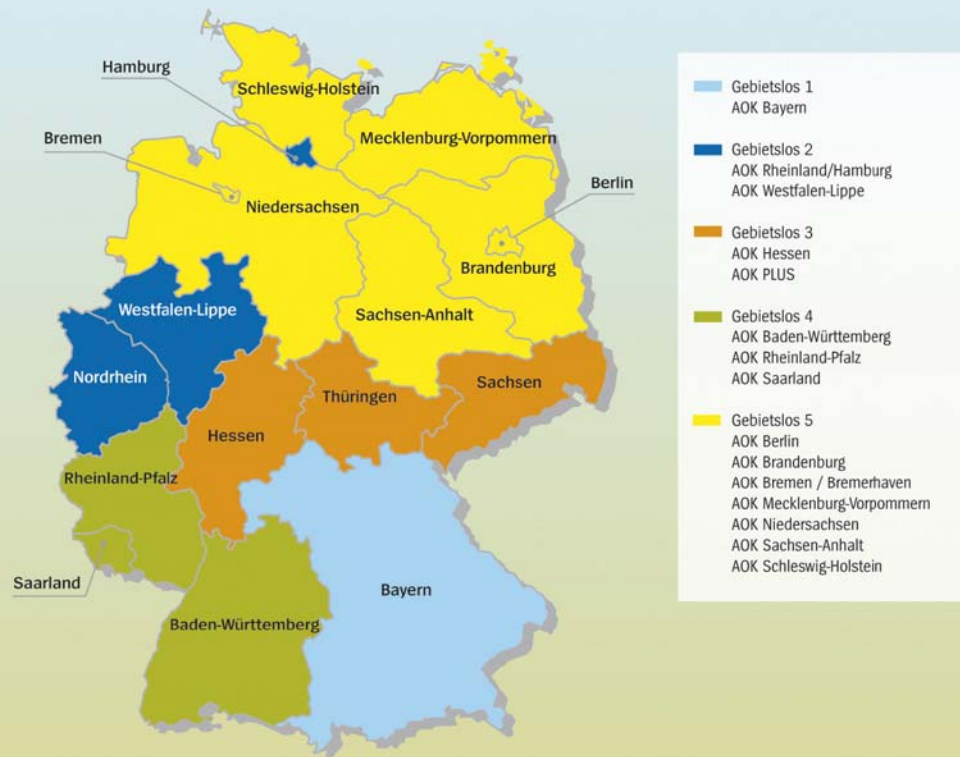 Hamburg
Schleswig-Holstein
Mecklenburg-Vorpommern
Bremen
Berlin
Niedersachsen
Brandenburg
Westfalen-Lippe
Sachsen-Anhalt
Nordrhein
Sachsen
Thüringen
Hessen
Rheinland-Pfalz
Saarland
Bayern
Baden-Württemberg
Gebietslos 1
AOK Bayern
Gebietslos 2
AOK Rheinland/Hamburg
AOK Westfalen-Lippe
Gebietslos 3
AOK Hessen
AOK PLUS
Gebietslos 4
AOK Baden-Württemberg
AOK Rheinland-Pfalz
AOK Saarland
Gebietslos 5
AOK Berlin
AOK Brandenburg
AOK Bremen / Bremerhaven
AOK Mecklenburg-Vorpommern
AOK Niedersachsen
AOK Sachsen-Anhalt
AOK Schleswig-Holstein